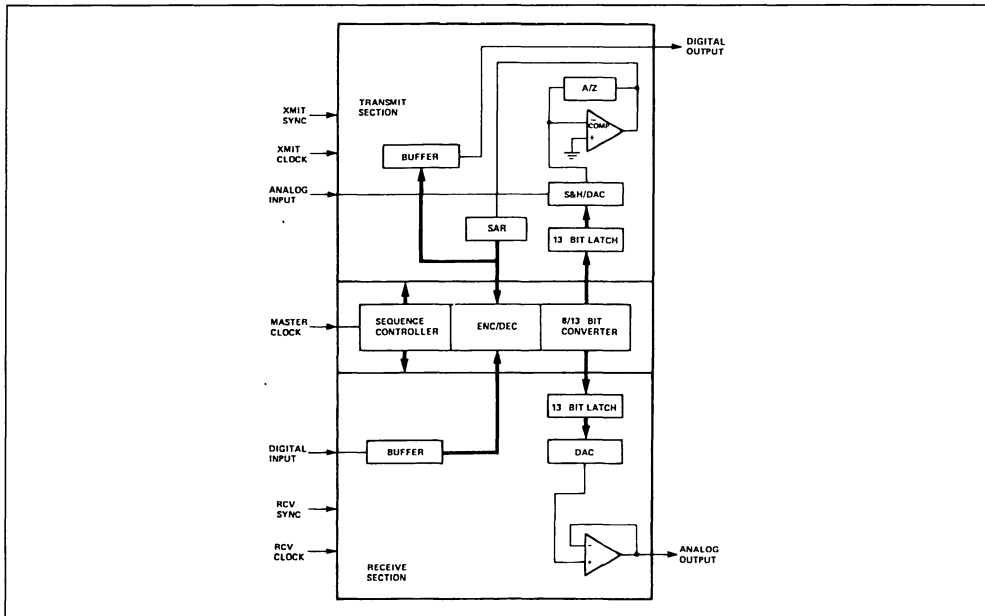 DIGITAL
OUTPUT
TRANSMIT
SECTION
A/Z
XMIT
SYNC
-
COMP
+
XMIT
CLOCK
BUFFER
ANALOG
INPUT
S&H/DAC
SAR
13 BIT LATCH
MASTER
CLOCK
SEQUENCE
CONTROLLER
ENC/DEC
8/13 BIT
CONVERTER
13 BIT LATCH
DIGITAL
INPUT
BUFFER
DAC
RCV
SYNC
RCV
CLOCK
-
+
ANALOG
OUTPUT
RECEIVE
SECTION